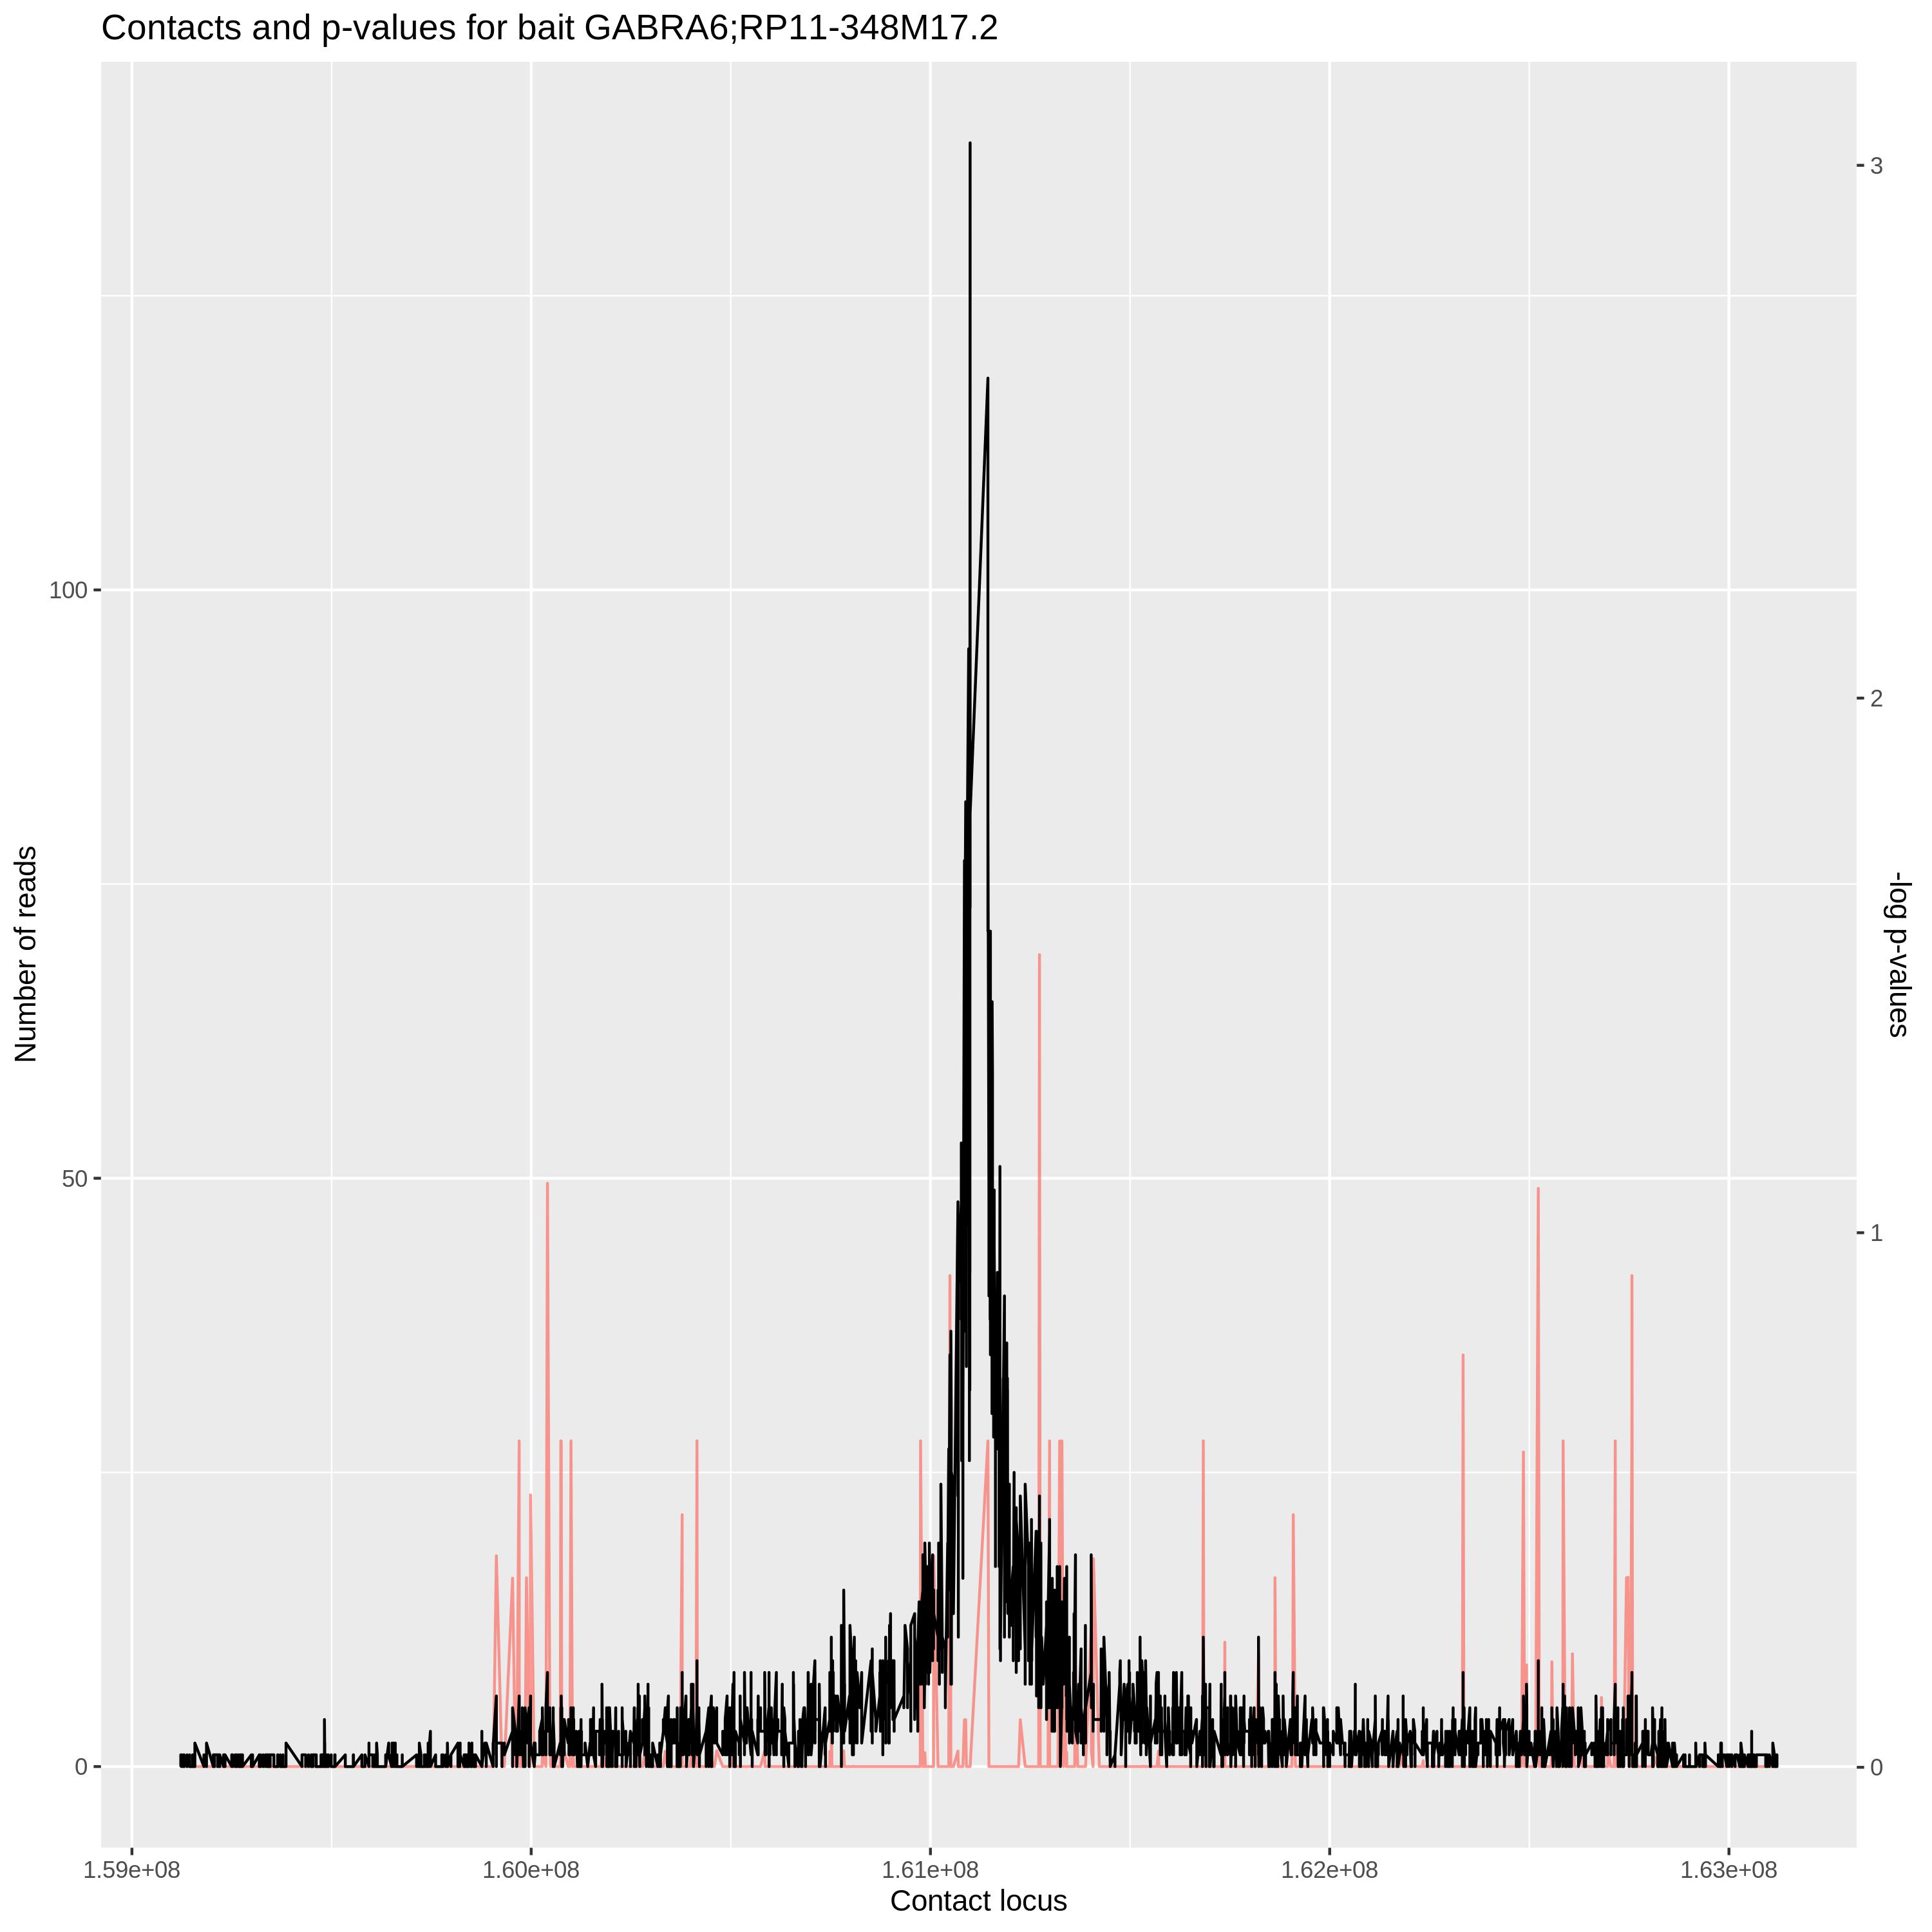 Contacts and p-values for bait GABRA6;RP11-348M17.2
Number of reads
100
50
0
3
2
1
0
-log p-values
1.59e+08 1.60e+08 1.61e+08 1.62e+08 1.63e+08
Contact locus